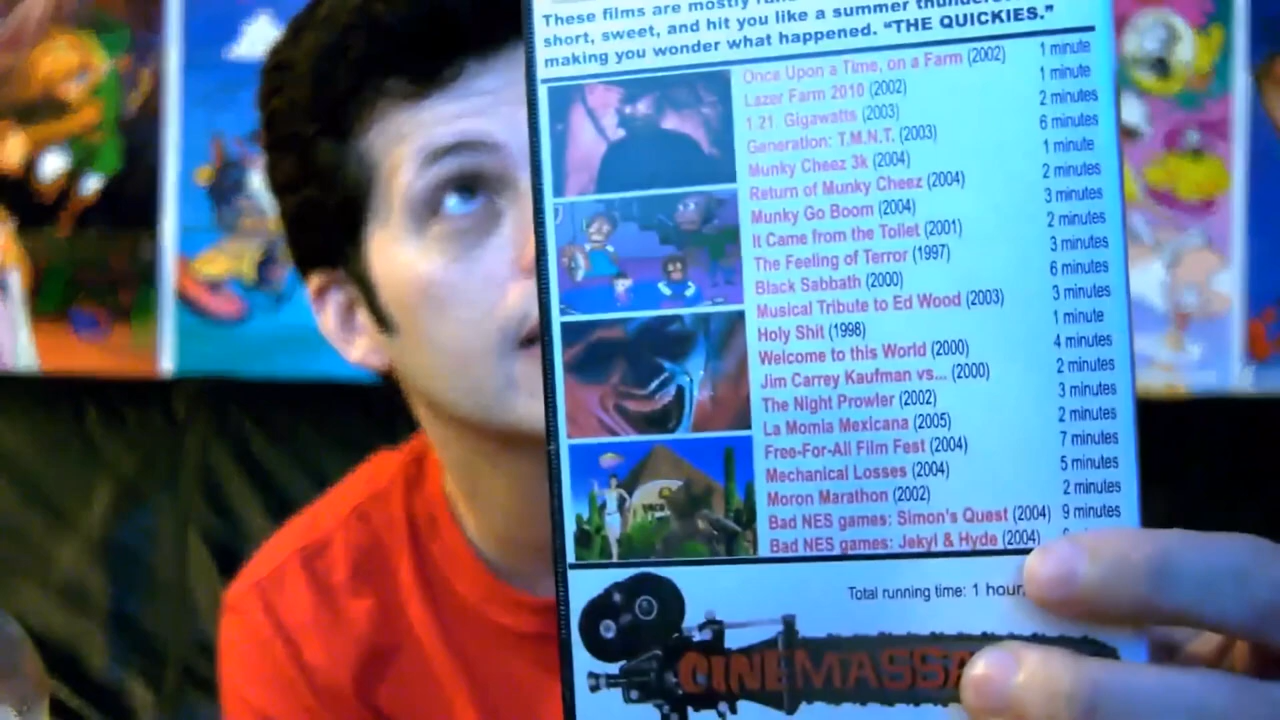 These films are mostly
short, sweet, and hit you like a summer
making you wonder what happened. “THE QUICKIES.”
Once Upon a Time, on a Farm (2002) 1 minute
Lazer Farm 2010 (2002) 1 minute
1.21 Gigawatts (2003) 2 minutes
Generation: T.M.N.T. (2003) 6 minutes
Munky Cheez 3k (2004) 1 minute
Return of Munky Cheez (2004) 2 minutes
Munky Go Boom (2004) 3 minutes
It Came from the Toilet (2001) 2 minutes
The Feeling of Terror (1997) 3 minutes
Black Sabbath (2000) 6 minutes
Musical Tribute to Ed Wood (2003) 3 minutes
Holy Shit (1998) 1 minute
Welcome to this World (2000) 4 minutes
Jim Carrey Kaufman vs... (2000) 2 minutes
The Night Prowler (2002) 3 minutes
La Momia Mexicana (2005) 2 minutes
Free-For-All Film Fest (2004) 7 minutes
Mechanical Losses (2004) 5 minutes
Moron Marathon (2002) 2 minutes
Bad NES games: Simon's Quest (2004) 9 minutes
Bad NES games: Jekyl & Hyde (2004)
Total running time: 1 hour,
CINEMASSA